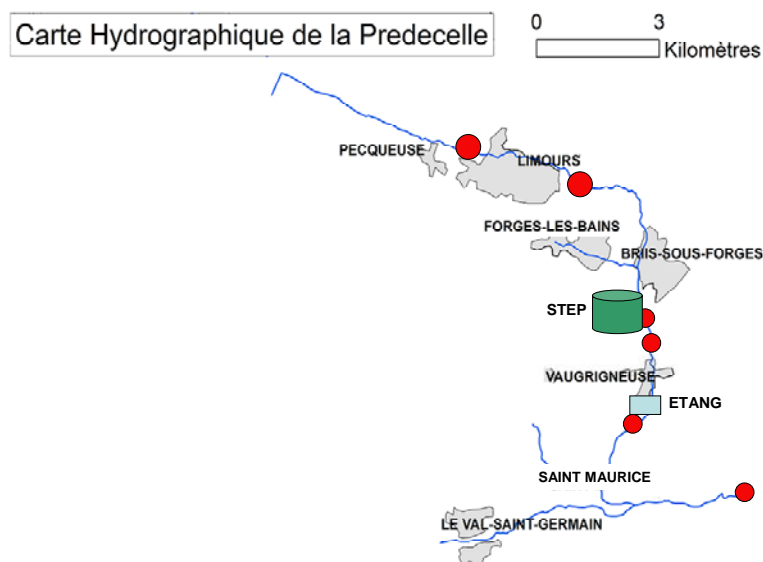 Carte Hydrographique de la Predecelle
0 3
Kilomètres
PECQUEUSE
LIMOURS
FORGES-LES-BAINS
BRIIS-SOUS-FORGES
STEP
VAUGRIGNEUSE
ETANG
SAINT MAURICE
LE VAL-SAINT-GERMAIN